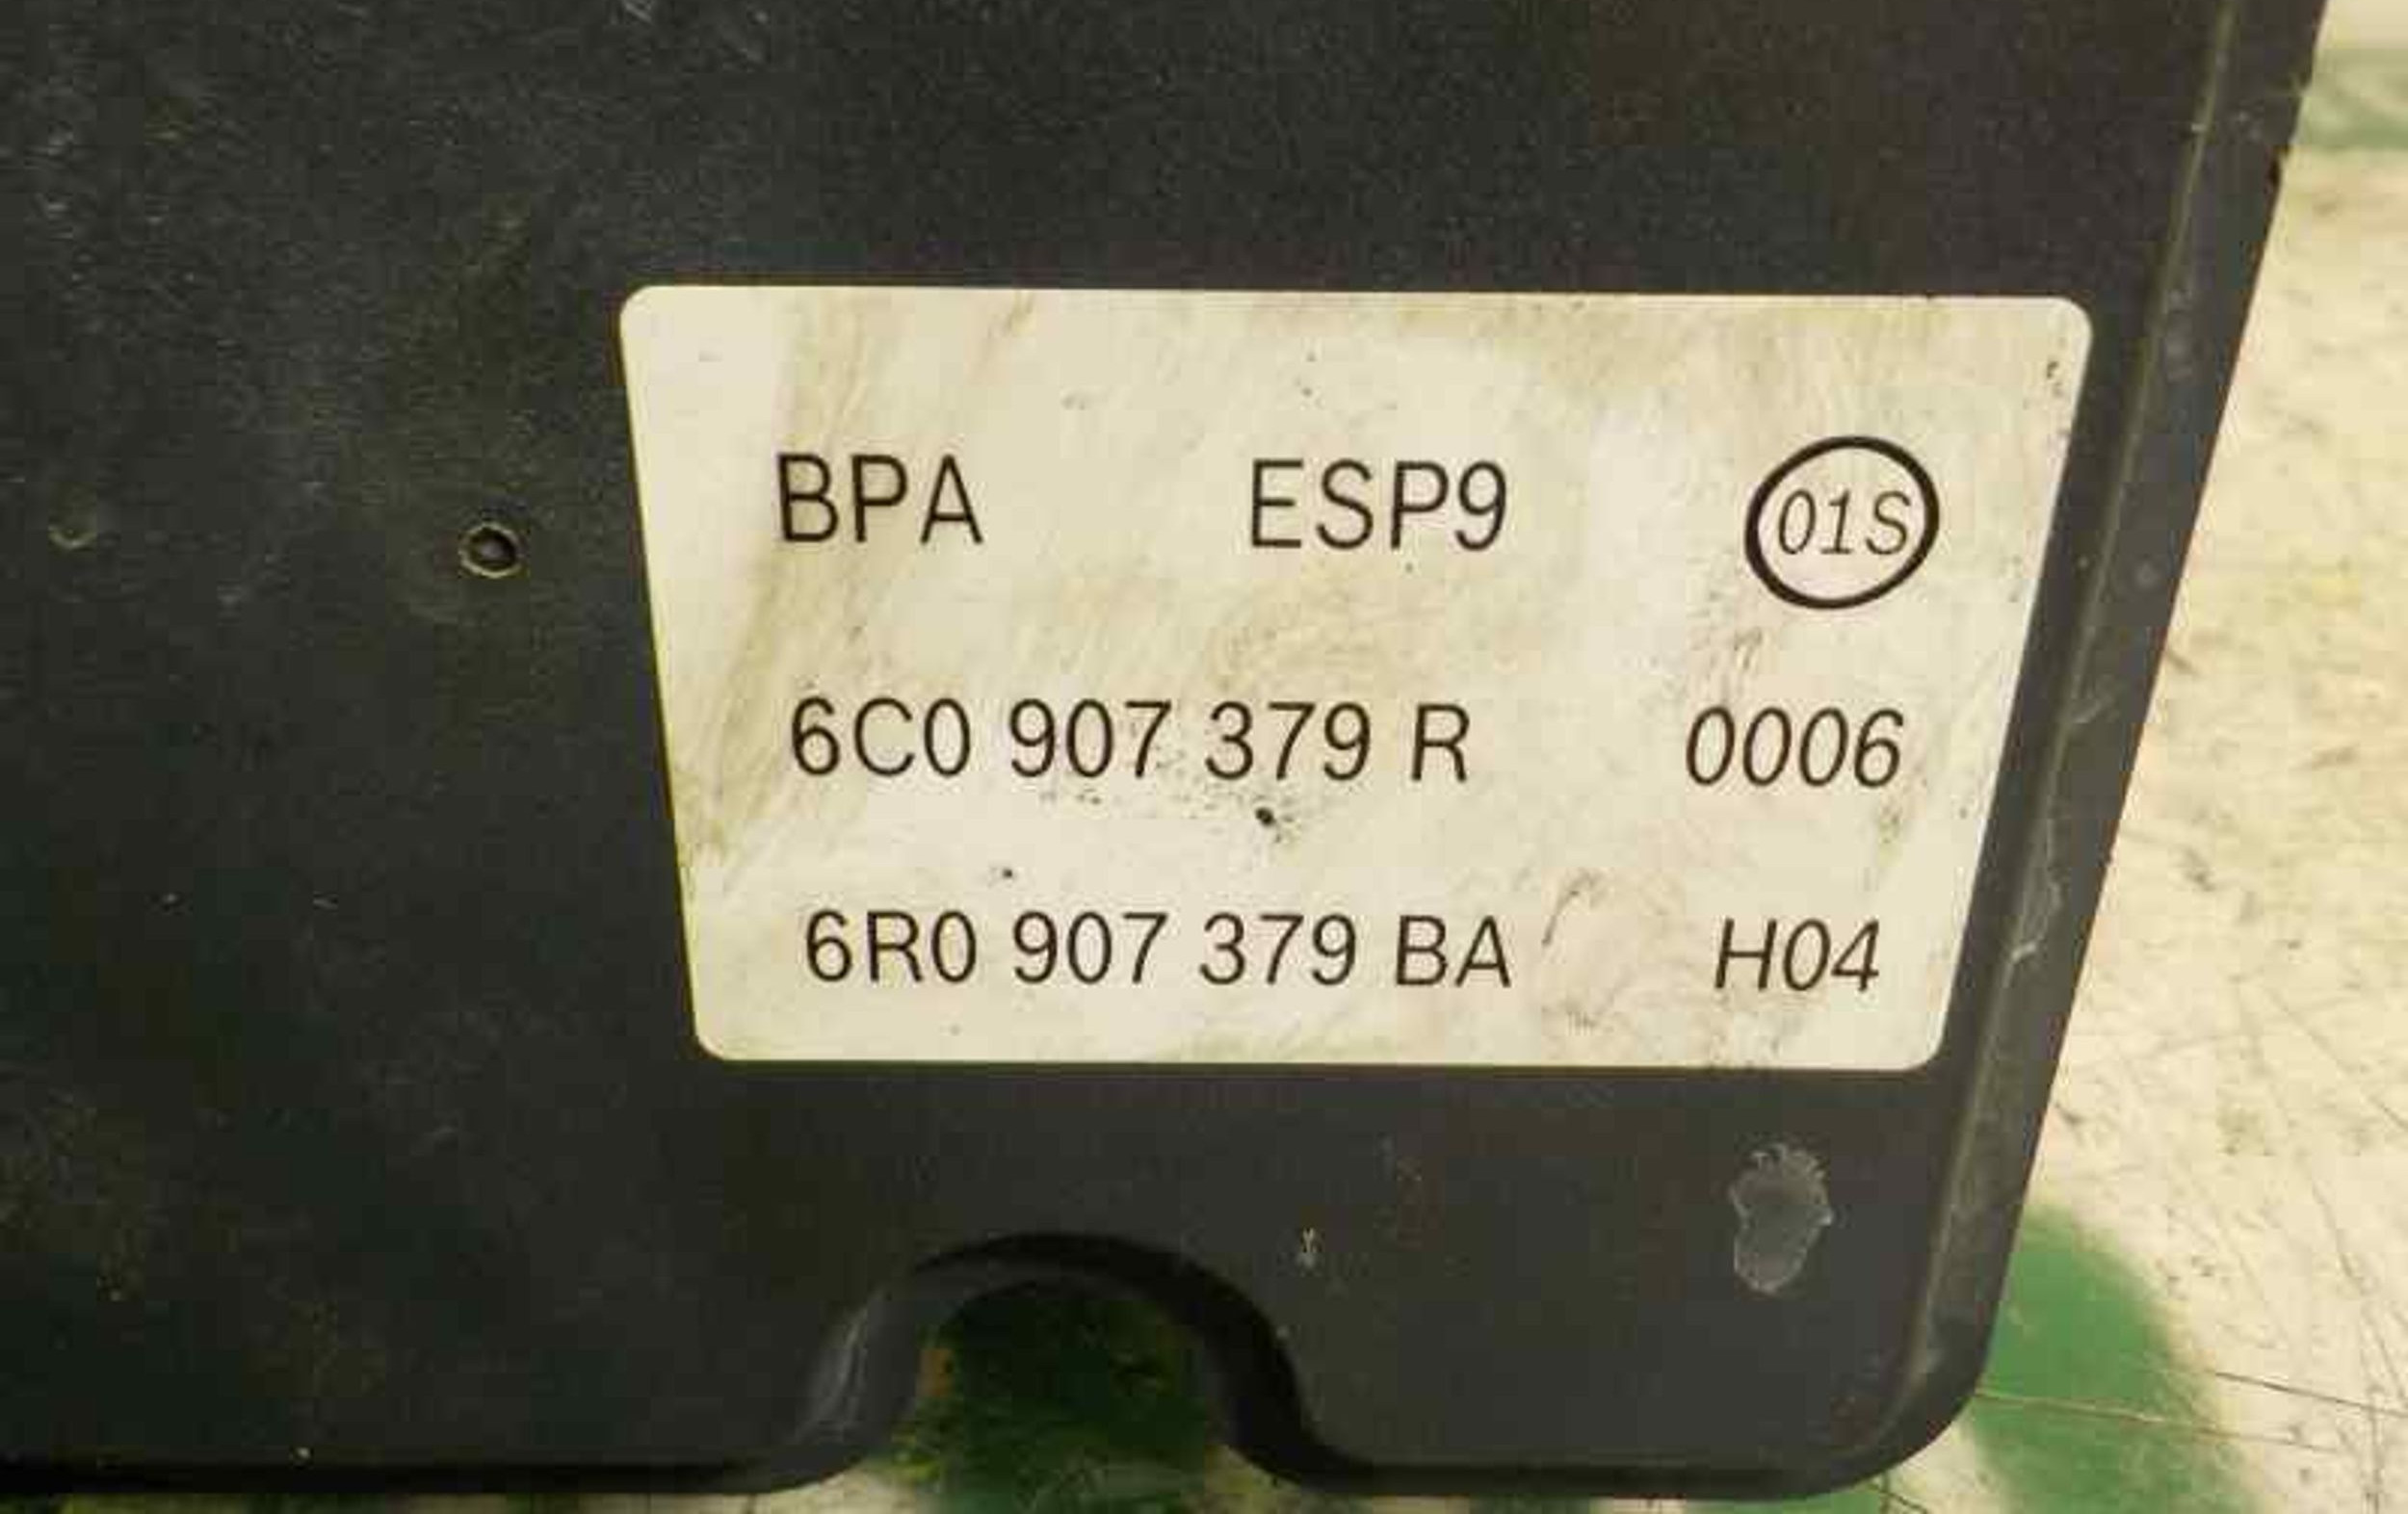 BPA ESP9 01S
6C0 907 379 R 0006
6R0 907 379 BA H04